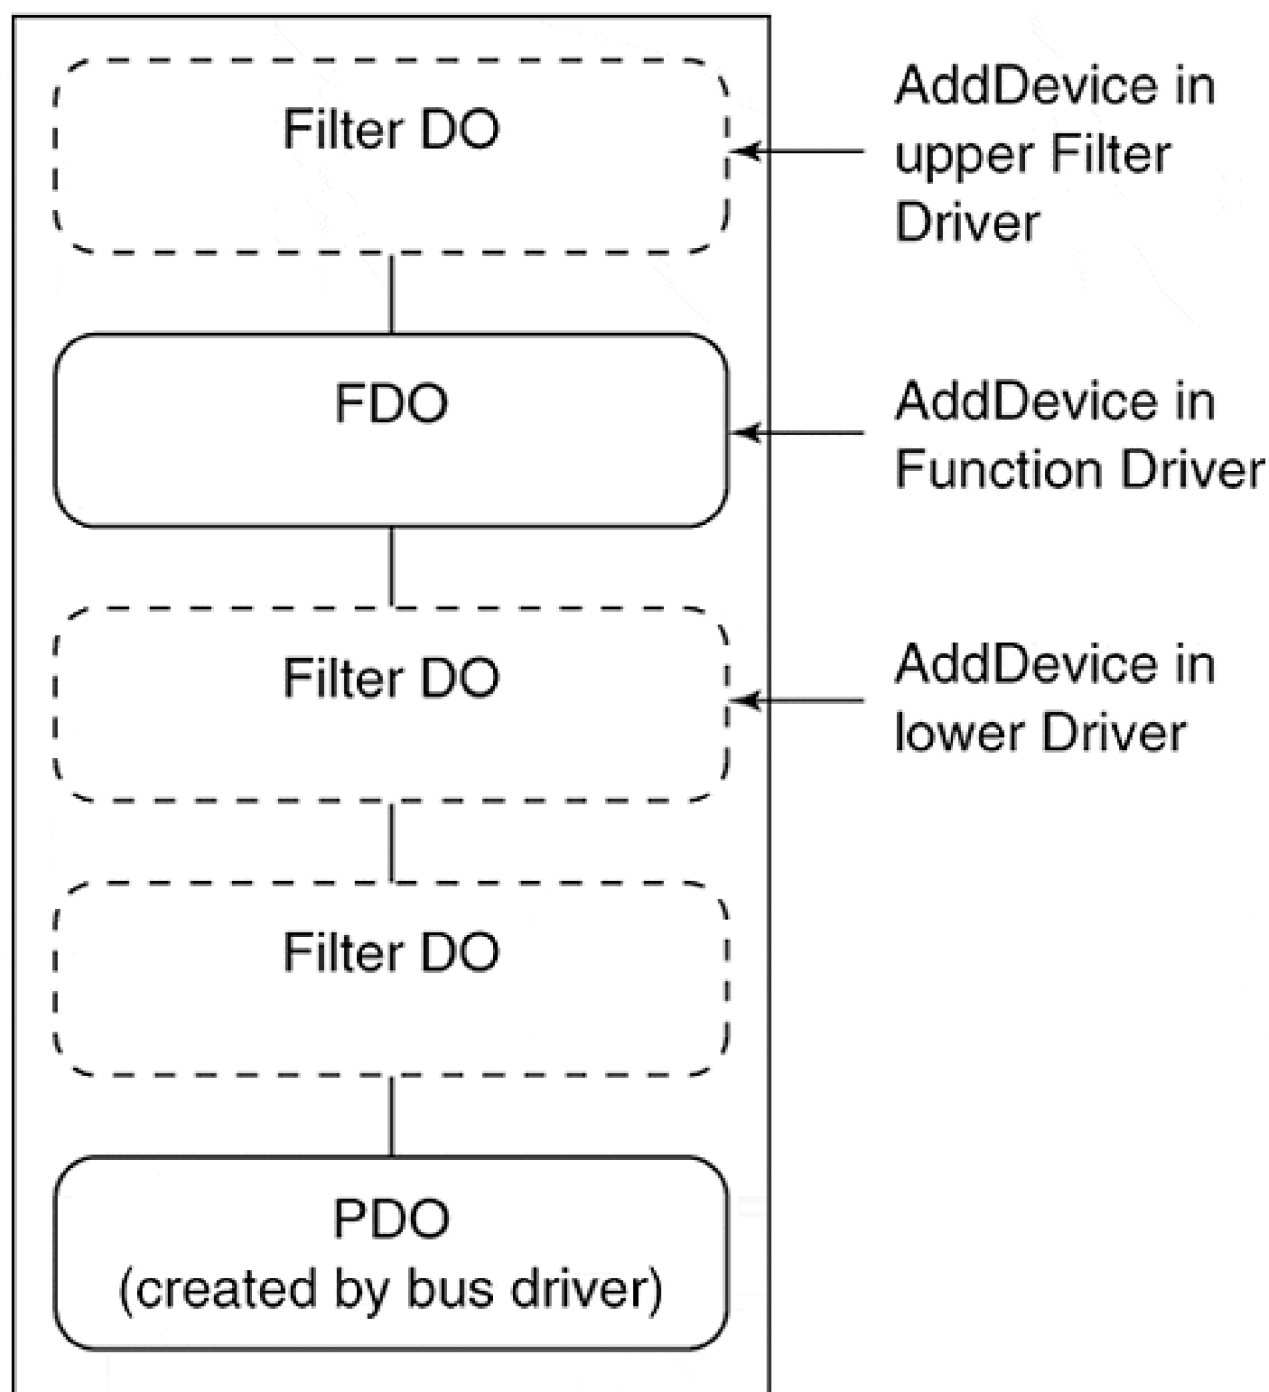 Filter DO
AddDevice in
upper Filter
Driver
FDO
AddDevice in
Function Driver
Filter DO
AddDevice in
lower Driver
Filter DO
PDO
(created by bus driver)